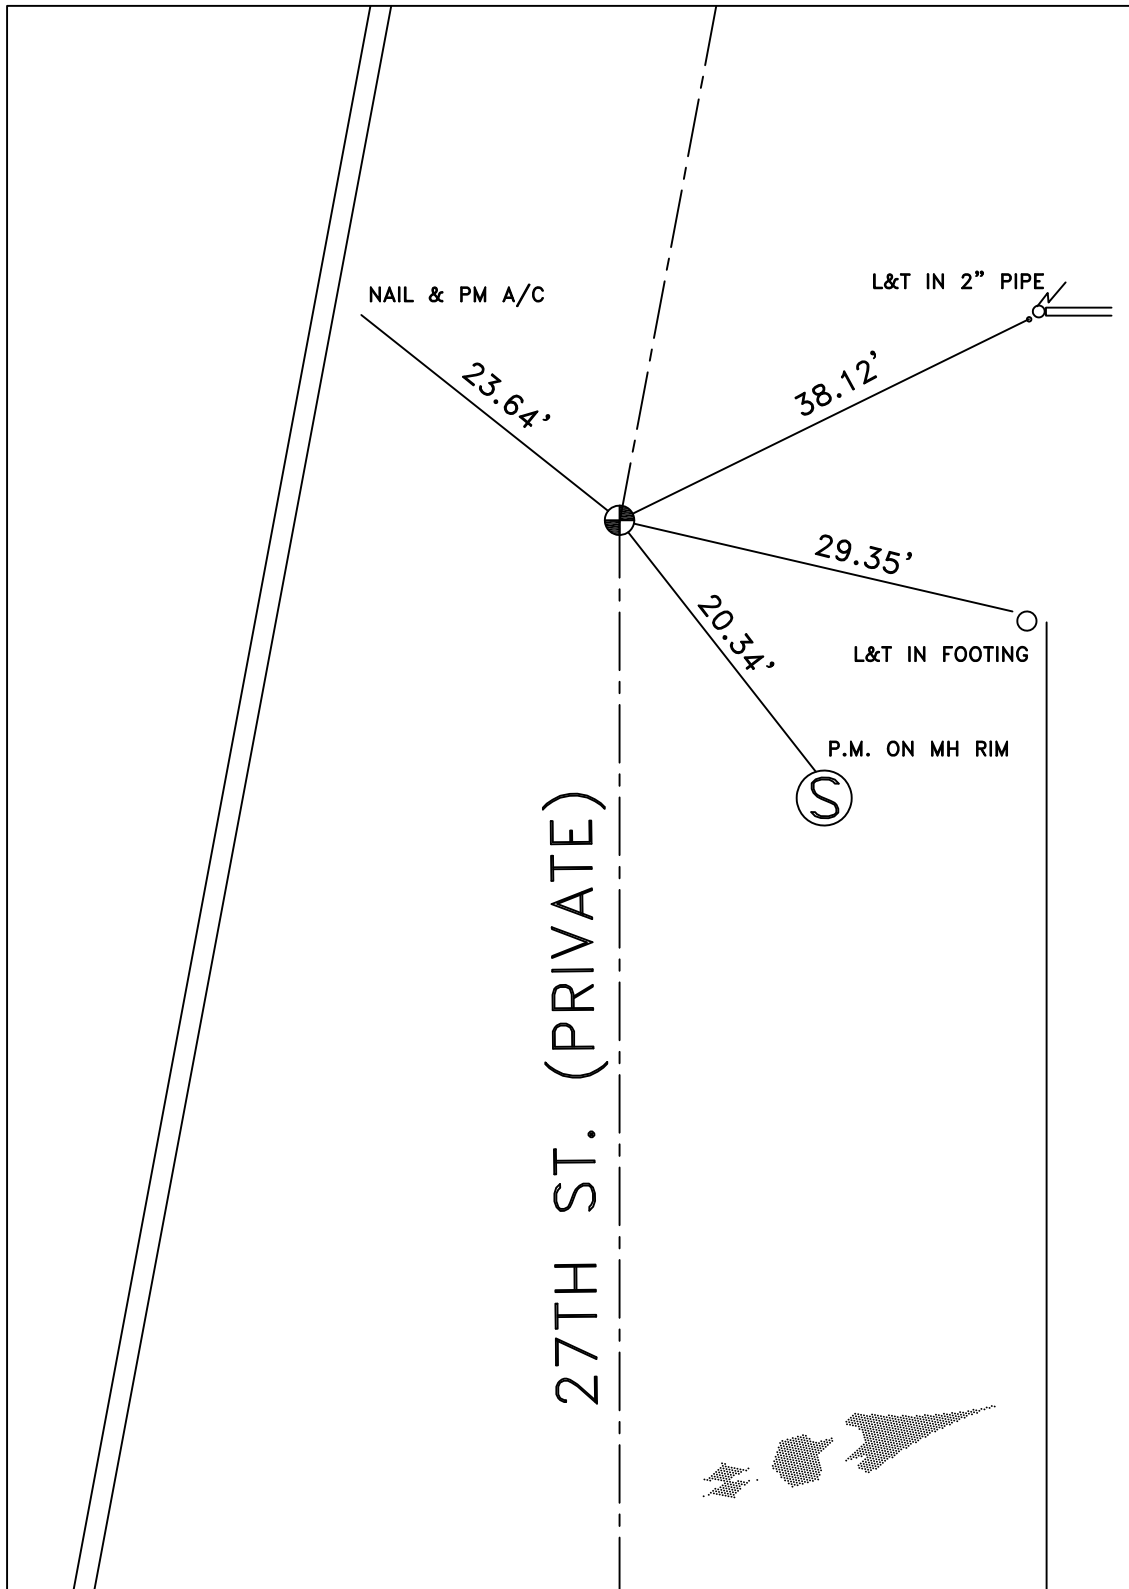 L&T IN 2” PIPE
NAIL & PM A/C
23.64’
38.12’
29.35’
20.34’
L&T IN FOOTING
P.M. ON MH RIM
S
27TH ST. (PRIVATE)